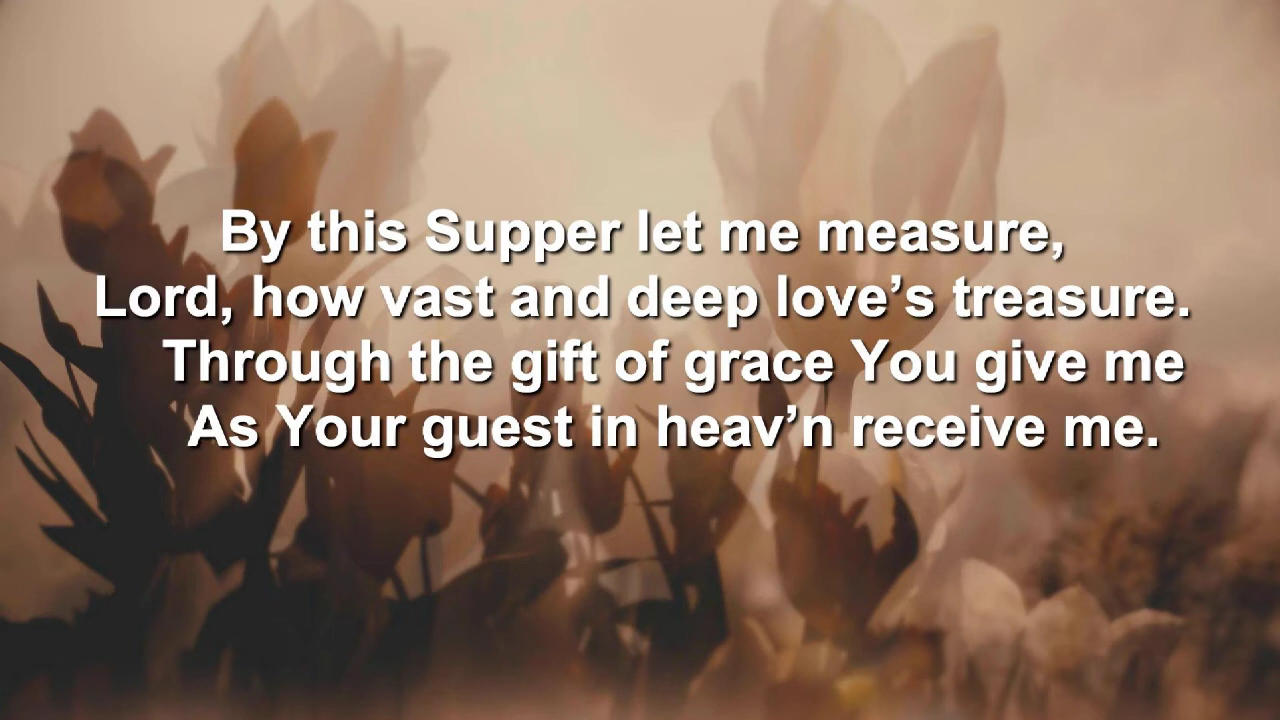 By this Supper let me measure,
Lord, how vast and deep love’s treasure.
Through the gift of grace You give me
As Your guest in heav’n receive me.